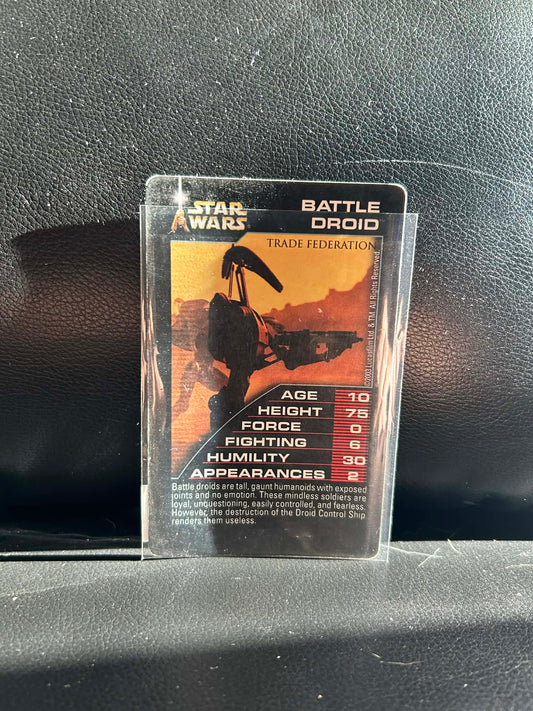 STAR WARS
BATTLE DROID
TRADE FEDERATION
©2003 Lucasfilm Ltd. & TM. All Rights Reserved
AGE 10
HEIGHT 75
FORCE 0
FIGHTING 6
HUMILITY 30
APPEARANCES 2
Battle droids are tall, gaunt humanoids with exposed
joints and no emotion. These mindless soldiers are
loyal, unquestioning, easily controlled, and fearless.
However, the destruction of the Droid Control Ship
renders them useless.